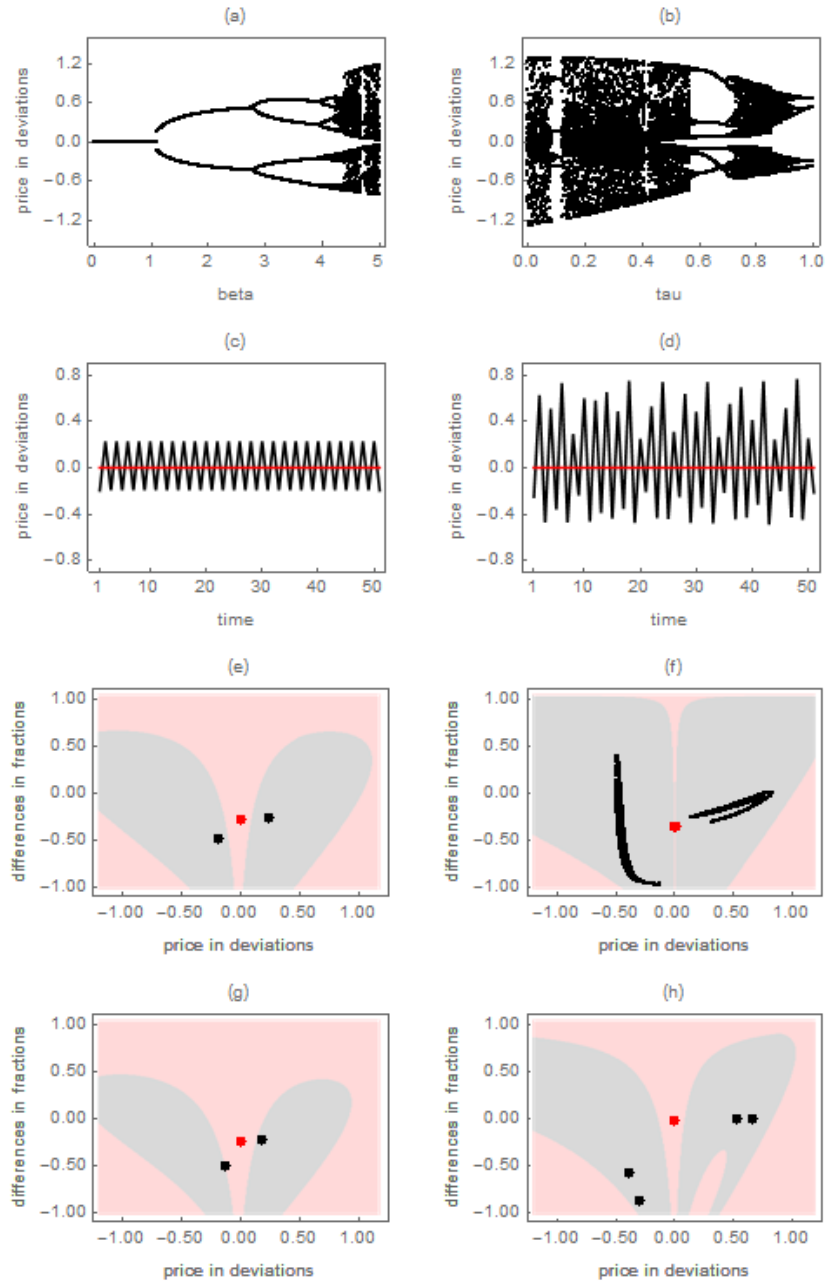 (a)
price in deviations
1.2
0.6
0.0
−0.6
−1.2
0 1 2 3 4 5
beta
(b)
price in deviations
1.2
0.6
0.0
−0.6
−1.2
0.0 0.2 0.4 0.6 0.8 1.0
tau
(c)
price in deviations
0.8
0.4
0.0
−0.4
−0.8
1 10 20 30 40 50
time
(d)
price in deviations
0.8
0.4
0.0
−0.4
−0.8
1 10 20 30 40 50
time
(e)
differences in fractions
1.00
0.50
0.00
−0.50
−1.00
−1.00 −0.50 0.00 0.50 1.00
price in deviations
(f)
differences in fractions
1.00
0.50
0.00
−0.50
−1.00
−1.00 −0.50 0.00 0.50 1.00
price in deviations
(g)
differences in fractions
1.00
0.50
0.00
−0.50
−1.00
−1.00 −0.50 0.00 0.50 1.00
price in deviations
(h)
differences in fractions
1.00
0.50
0.00
−0.50
−1.00
−1.00 −0.50 0.00 0.50 1.00
price in deviations